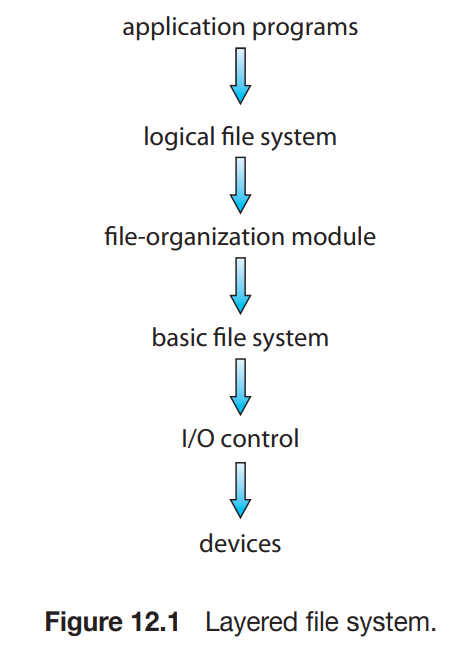 application programs
logical file system
file-organization module
basic file system
I/O control
devices
Figure 12.1 Layered file system.